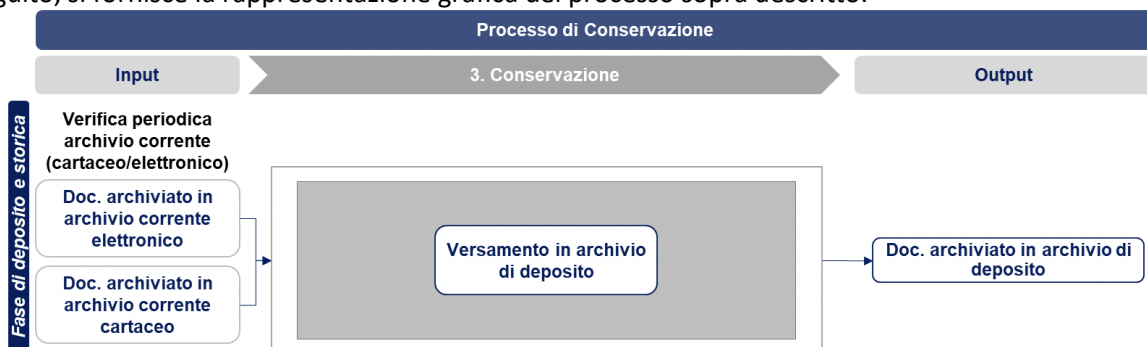 si fornisce la rappresentazione grafica del processo sopra descritto.
Processo di Conservazione
Input
3. Conservazione
Output
Fase di deposito e storica
Verifica periodica
archivio corrente
(cartaceo/elettronico)
Doc. archiviato in
archivio corrente
elettronico
Doc. archiviato in
archivio corrente
cartaceo
Versamento in archivio
di deposito
Doc. archiviato in archivio di
deposito